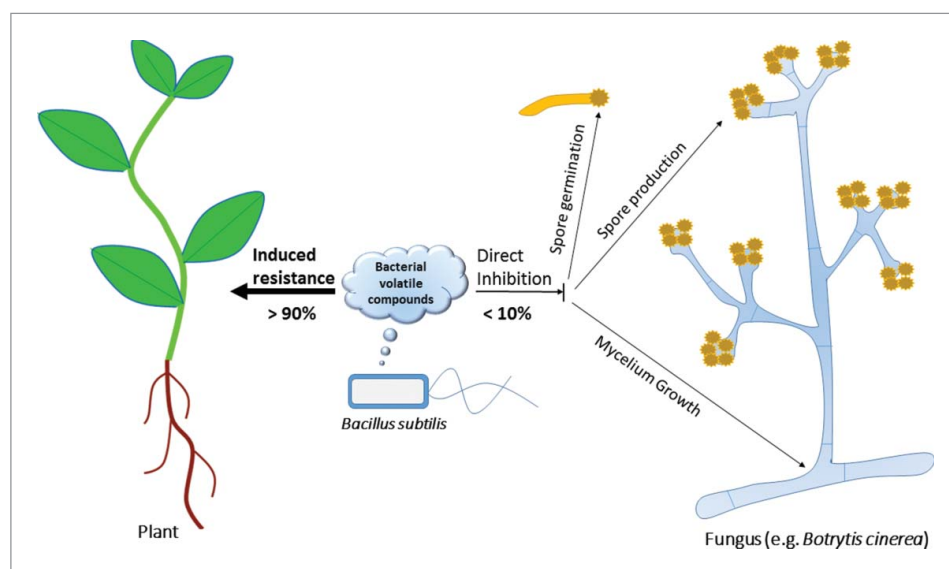 Induced
resistance
> 90%
Bacterial
volatile
compounds
Direct
Inhibition
< 10%
Spore germination
Spore production
Mycelium Growth
Bacillus subtilis
Plant
Fungus (e.g. Botrytis cinerea)